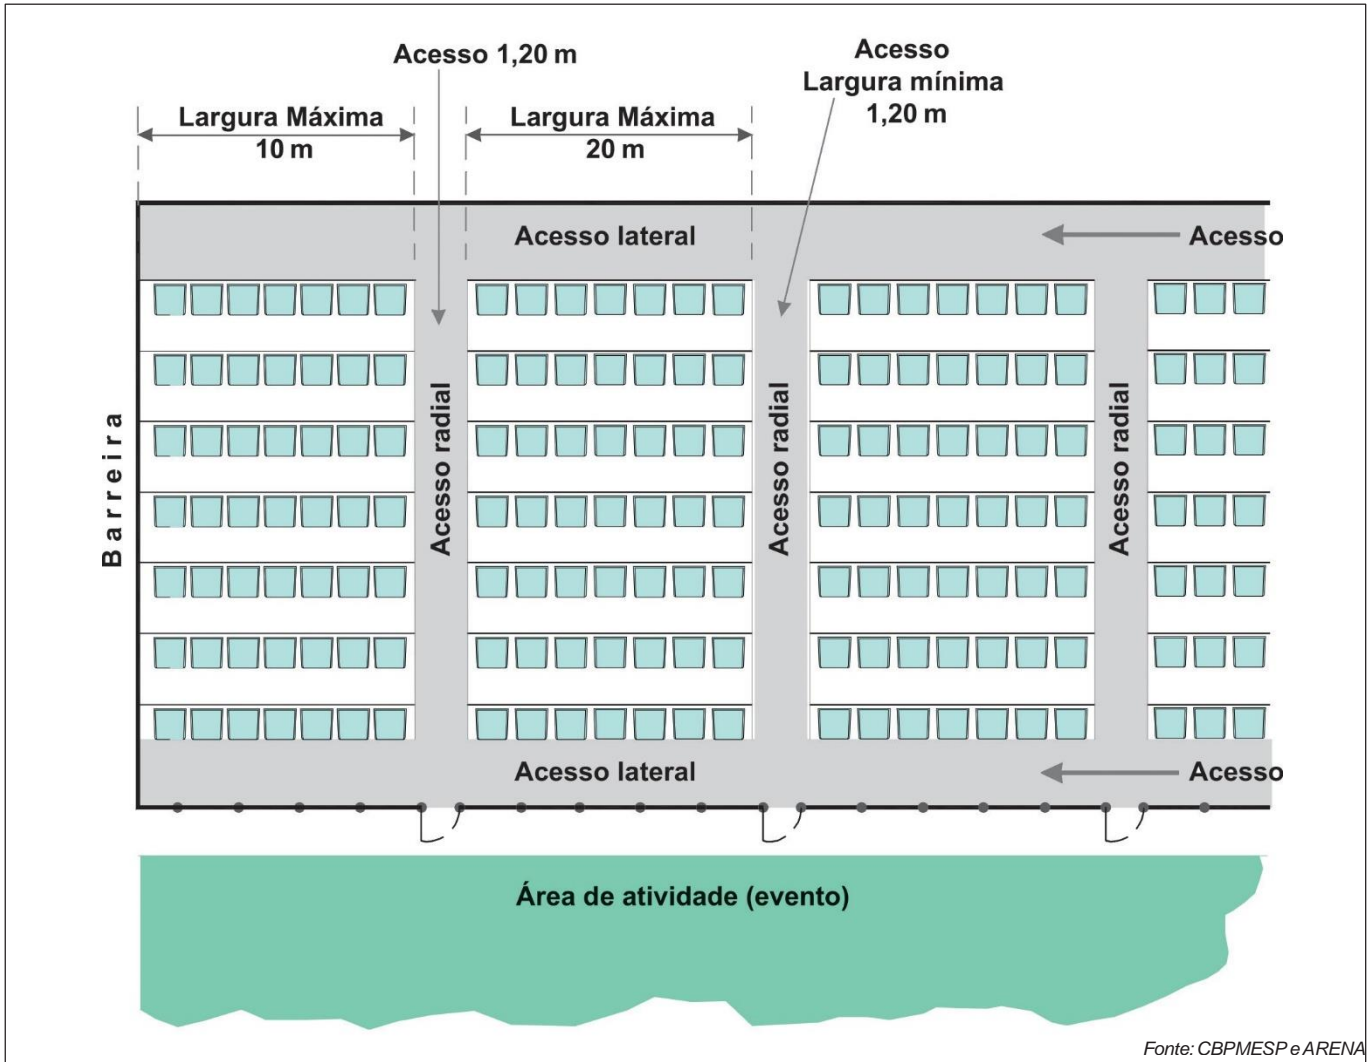 Acesso 1,20 m
Acesso
Largura mínima
1,20 m
Largura Máxima
10 m
Largura Máxima
20 m
Acesso lateral
Acesso
Barreira
Acesso radial
Acesso radial
Acesso radial
Acesso lateral
Acesso
Área de atividade (evento)
Fonte: CBPMESP e ARENA